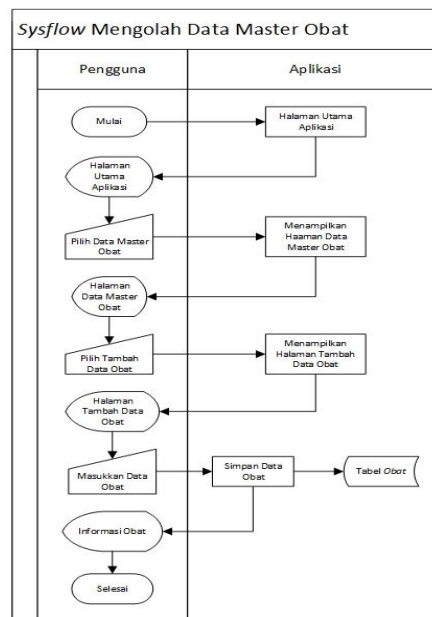 Sysflow Mengolah Data Master Obat
Pengguna
Aplikasi
Mulai
Halaman Utama
Aplikasi
Halaman
Utama
Aplikasi
Pilih Data Master
Obat
Menampilkan
Haaman Data
Master Obat
Halaman
Data Master
Obat
Pilih Tambah
Data Obat
Menampilkan
Halaman Tambah
Data Obat
Halaman
Tambah Data
Obat
Masukkan Data
Obat
Simpan Data
Obat
Tabel Obat
Informasi Obat
Selesai